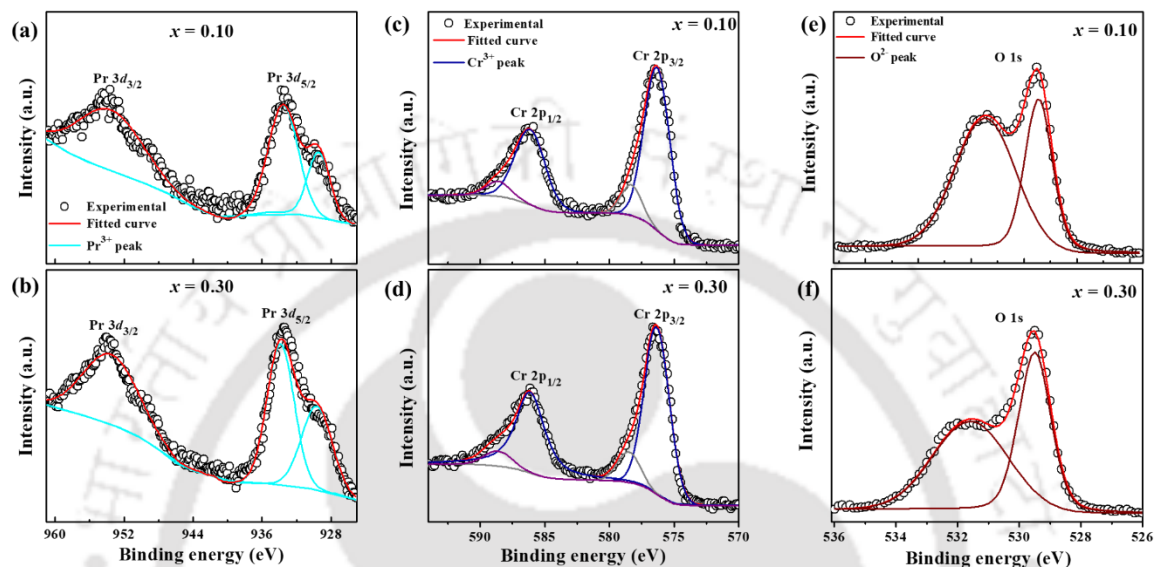 (a)
x = 0.10
Pr 3d3/2
Pr 3d5/2
Experimental
Fitted curve
Pr3+ peak
Intensity (a.u.)
(b)
x = 0.30
Pr 3d3/2
Pr 3d5/2
Intensity (a.u.)
960 952 944 936 928
Binding energy (eV)
(c)
Experimental
Fitted curve
Cr3+ peak
x = 0.10
Cr 2p3/2
Cr 2p1/2
Intensity (a.u.)
(d)
x = 0.30
Cr 2p3/2
Cr 2p1/2
Intensity (a.u.)
590 585 580 575 570
Binding energy (eV)
(e)
Experimental
Fitted curve
O2- peak
x = 0.10
O 1s
Intensity (a.u.)
(f)
x = 0.30
O 1s
Intensity (a.u.)
536 534 532 530 528 526
Binding energy (eV)